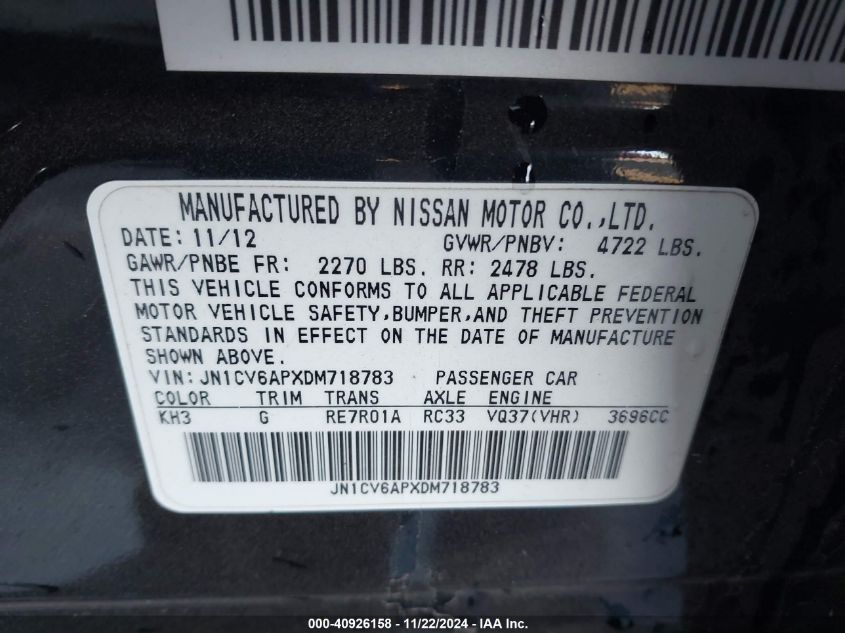 MANUFACTURED BY NISSAN MOTOR CO.,LTD.
DATE: 11/12 GVWR/PNBV: 4722 LBS.
GAWR/PNBE FR: 2270 LBS. RR: 2478 LBS.
THIS VEHICLE CONFORMS TO ALL APPLICABLE FEDERAL
MOTOR VEHICLE SAFETY,BUMPER,AND THEFT PREVENTION
STANDARDS IN EFFECT ON THE DATE OF MANUFACTURE
SHOWN ABOVE.
VIN: JN1CV6APXDM718783 PASSENGER CAR
COLOR TRIM TRANS AXLE ENGINE
KH3 G RE7R01A RC33 VQ37(VHR) 3696CC
JN1CV6APXDM718783
000-40926158 - 11/22/2024 - IAA Inc.